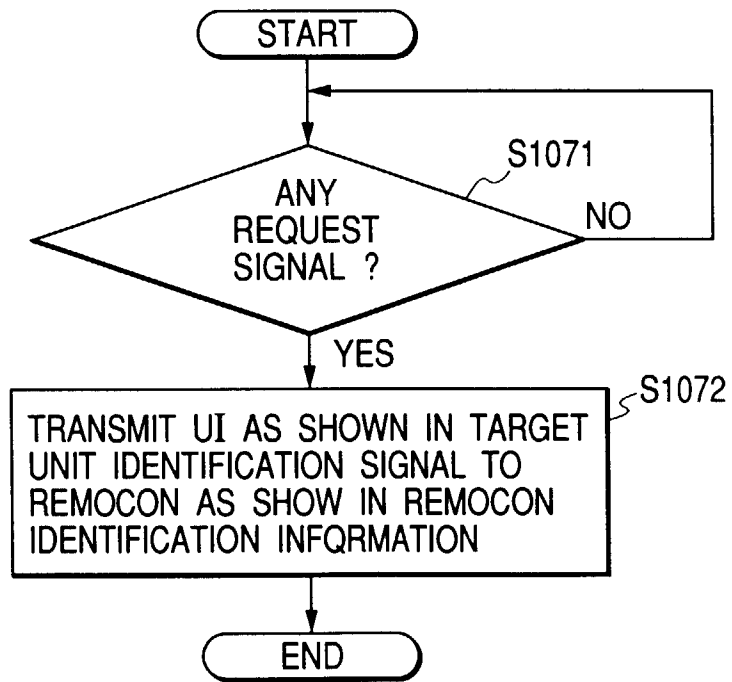 START
S1071
ANY
REQUEST
SIGNAL ?
NO
YES
S1072
TRANSMIT UI AS SHOWN IN TARGET
UNIT IDENTIFICATION SIGNAL TO
REMOCON AS SHOW IN REMOCON
IDENTIFICATION INFQRMATION
END